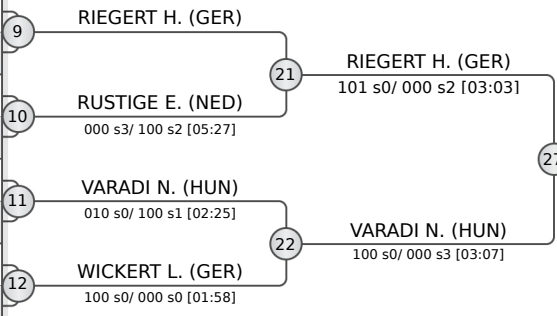 9
RIEGERT H. (GER)
21
RIEGERT H. (GER)
101 s0/ 000 s2 [03:03]
10
RUSTIGE E. (NED)
000 s3/ 100 s2 [05:27]
27
11
VARADI N. (HUN)
010 s0/ 100 s1 [02:25]
22
VARADI N. (HUN)
100 s0/ 000 s3 [03:07]
12
WICKERT L. (GER)
100 s0/ 000 s0 [01:58]